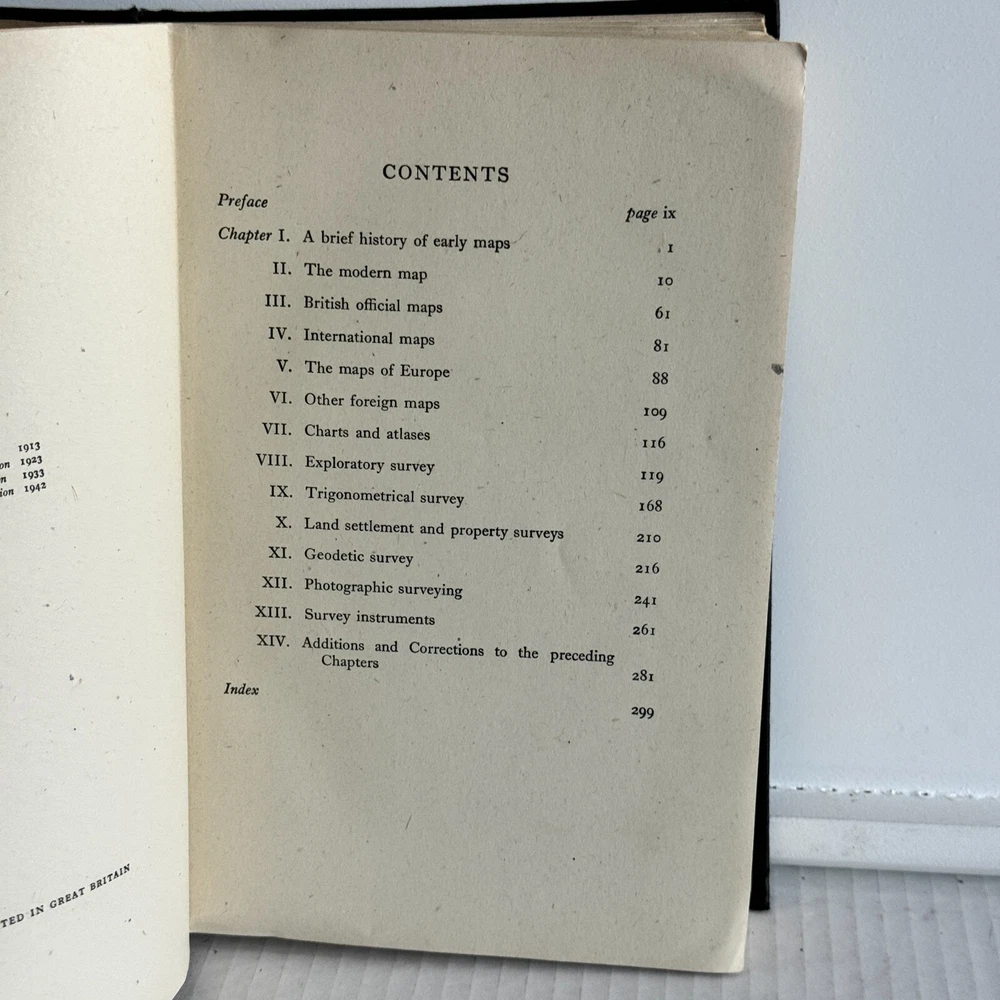 1913
on 1923
n 1933
ion 1942
TED IN GREAT BRITAIN
CONTENTS
Preface page ix
Chapter I. A brief history of early maps 1
II. The modern map 10
III. British official maps 61
IV. International maps 81
V. The maps of Europe 88
VI. Other foreign maps 109
VII. Charts and atlases 116
VIII. Exploratory survey 119
IX. Trigonometrical survey 168
X. Land settlement and property surveys 210
XI. Geodetic survey 216
XII. Photographic surveying 241
XIII. Survey instruments 261
XIV. Additions and Corrections to the preceding
Chapters 281
Index 299